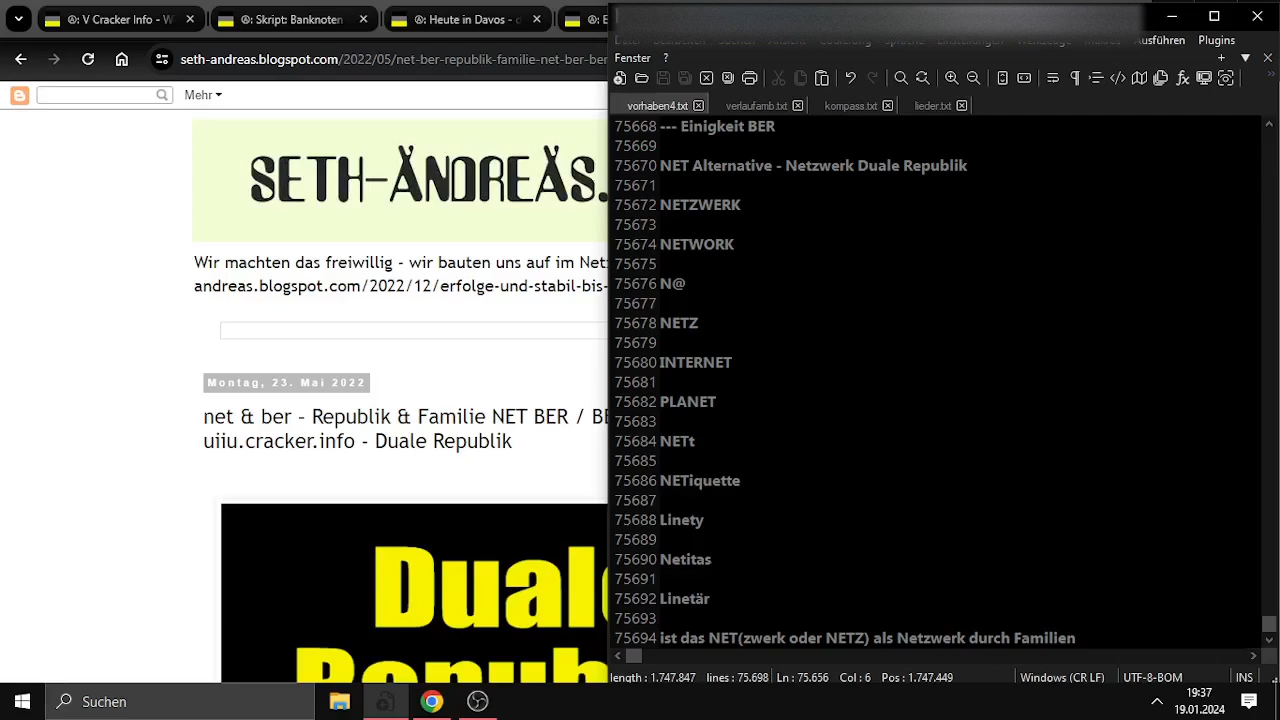 V Cracker Info - W
Skript: Banknoten
Heute in Davos - d
seth-andreas.blogspot.com/2022/05/net-ber-republik-familie-net-ber-ber
Mehr
SETH-ÄNDREÄS.
Wir machten das freiwillig - wir bauten uns auf im Net
andreas.blogspot.com/2022/12/erfolge-und-stabil-bis-
Montag, 23. Mai 2022
net & ber - Republik & Familie NET BER / BE
uiiu.cracker.info - Duale Republik
Duale
Republik
Ausführen Plugins
Fenster ?
vorhaben4.txt verlaufamb.txt kompass.txt lieder.txt
75668 --- Einigkeit BER
75669
75670 NET Alternative - Netzwerk Duale Republik
75671
75672 NETZWERK
75673
75674 NETWORK
75675
75676 N@
75677
75678 NETZ
75679
75680 INTERNET
75681
75682 PLANET
75683
75684 NETt
75685
75686 NETiquette
75687
75688 Linety
75689
75690 Netitas
75691
75692 Linetär
75693
75694 ist das NET(zwerk oder NETZ) als Netzwerk durch Familien
length : 1.747.847 lines : 75.698 Ln : 75.656 Col : 6 Pos : 1.747.449 Windows (CR LF) UTF-8-BOM INS
Suchen
19:37
19.01.2024